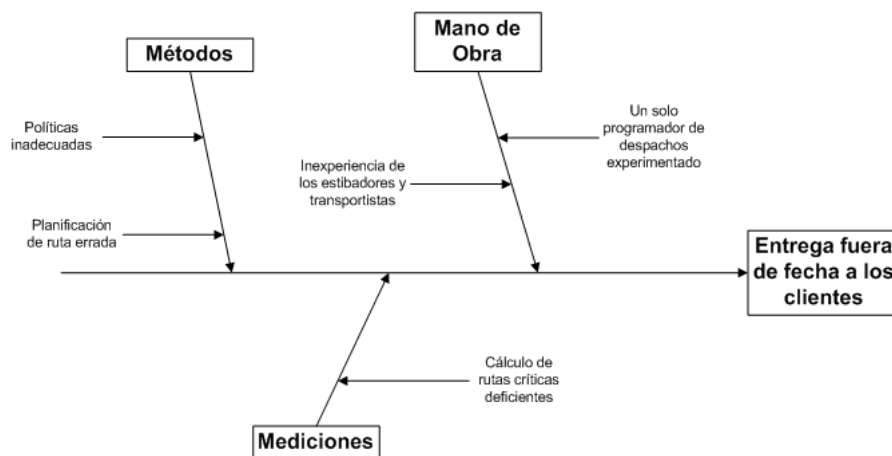 Métodos
Mano de
Obra
Políticas
inadecuadas
Un solo
programador de
despachos
experimentado
Inexperiencia de
los estibadores y
transportistas
Planificación
de ruta errada
Entrega fuera
de fecha a los
clientes
Cálculo de
rutas críticas
deficientes
Mediciones